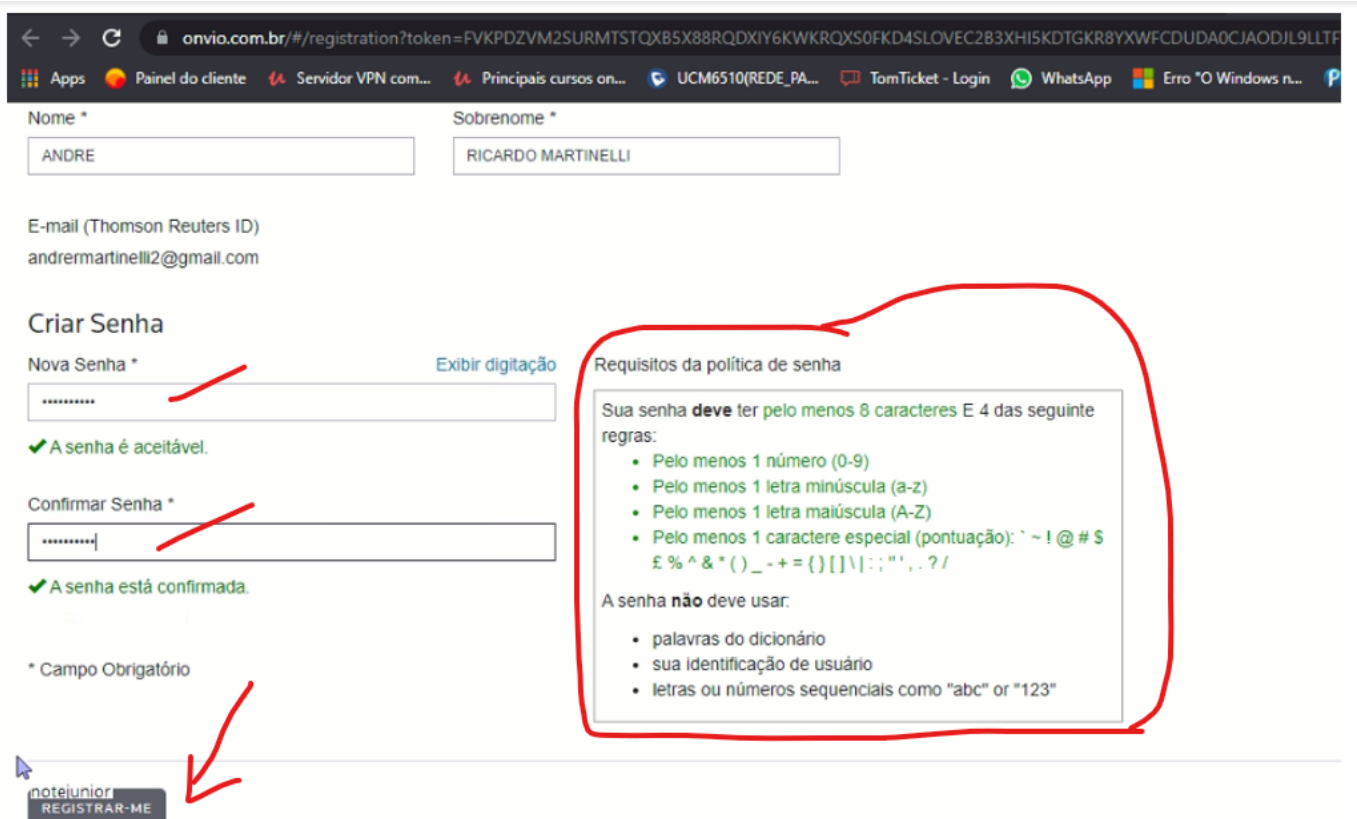 onvio.com.br/#/registration?token=FVKPDZVM2SURMTSTQXB5X88RQDXIY6KWKRQXS0FKD4SLOVEC2B3XHI5KDTGKR8YXWFCDUDA0CJAODJL9LLTF
Apps Painel do cliente Servidor VPN com... Principais cursos on... UCM6510(REDE_PA... TomTicket - Login WhatsApp Erro "O Windows n...
Nome * Sobrenome *
ANDRE RICARDO MARTINELLI
E-mail (Thomson Reuters ID)
andrermartinelli2@gmail.com
Criar Senha
Nova Senha * Exibir digitação
••••••••••
✔ A senha é aceitável.
Confirmar Senha *
••••••••••
✔ A senha está confirmada.
* Campo Obrigatório
Requisitos da política de senha
Sua senha deve ter pelo menos 8 caracteres E 4 das seguinte
regras:
• Pelo menos 1 número (0-9)
• Pelo menos 1 letra minúscula (a-z)
• Pelo menos 1 letra maiúscula (A-Z)
• Pelo menos 1 caractere especial (pontuação): ` ~ ! @ # $
£ % ^ & * ( ) _ - + = { } [ ] \ | : ; " ' , . ? /
A senha não deve usar:
• palavras do dicionário
• sua identificação de usuário
• letras ou números sequenciais como "abc" or "123"
notejunior
REGISTRAR-ME